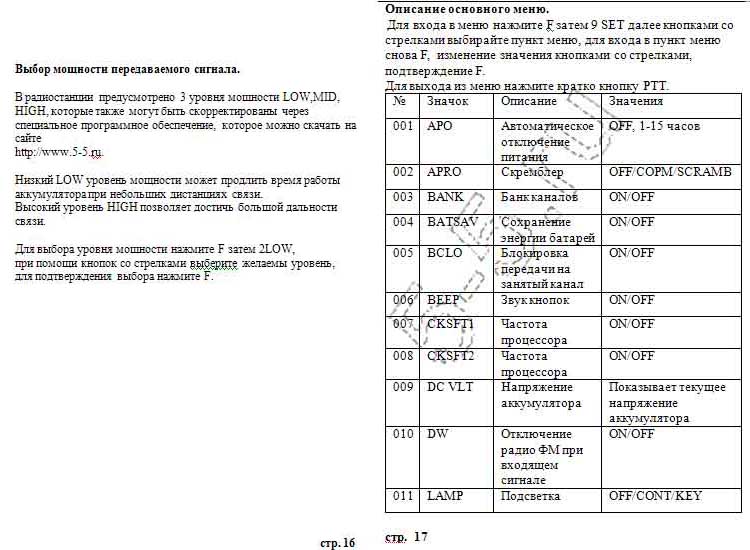 Выбор мощности передаваемого сигнала.
В радиостанции предусмотрено 3 уровня мощности LOW,MID,
HIGH, которые также могут быть скорректированы через
специальное программное обеспечение, которое можно скачать на
сайте
http://www.5-5.ru.
Низкий LOW уровень мощности может продлить время работы
аккумулятора при небольших дистанциях связи.
Высокий уровень HIGH позволяет достичь большой дальности
связи.
Для выбора уровня мощности нажмите F затем 2LOW,
при помощи кнопок со стрелками выберите желаемы уровень,
для подтверждения выбора нажмите F.
стр. 16
Описание основного меню.
Для входа в меню нажмите F затем 9 SET далее кнопками со
стрелками выбирайте пункт меню, для входа в пункт меню
снова F, изменение значения кнопками со стрелками,
подтверждение F.
Для выхода из меню нажмите кратко кнопку PTT.
№ Значок Описание Значения
001 APO Автоматическое OFF, 1-15 часов
отключение
питания
002 APRO Скремблер OFF/COPM/SCRAMB
003 BANK Банк каналов ON/OFF
004 BATSAV Сохранение ON/OFF
энергии батарей
005 BCLO Блокировка ON/OFF
передачи на
занятый канал
006 BEEP Звук кнопок ON/OFF
007 CKSFT1 Частота ON/OFF
процессора
008 CKSFT2 Частота ON/OFF
процессора
009 DC VLT Напряжение Показывает текущее
аккумулятора напряжение
аккумулятора
010 DW Отключение ON/OFF
радио ФМ при
входящем
сигнале
011 LAMP Подсветка OFF/CONT/KEY
стр. 17